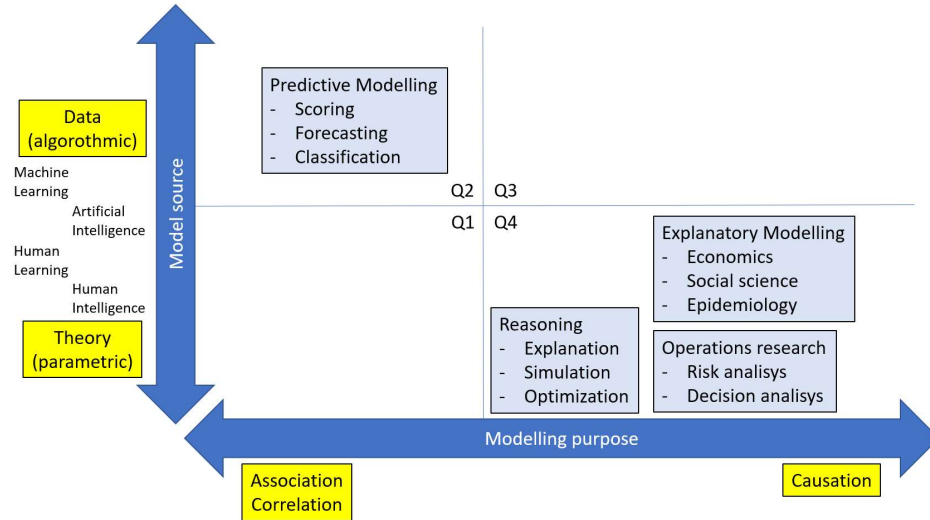 Data
(algorothmic)
Machine
Learning
Artificial
Intelligence
Human
Learning
Human
Intelligence
Theory
(parametric)
Model source
Predictive Modelling
- Scoring
- Forecasting
- Classification
Q2 Q3
Q1 Q4
Explanatory Modelling
- Economics
- Social science
- Epidemiology
Reasoning
- Explanation
- Simulation
- Optimization
Operations research
- Risk analisys
- Decision analisys
Modelling purpose
Association
Correlation
Causation